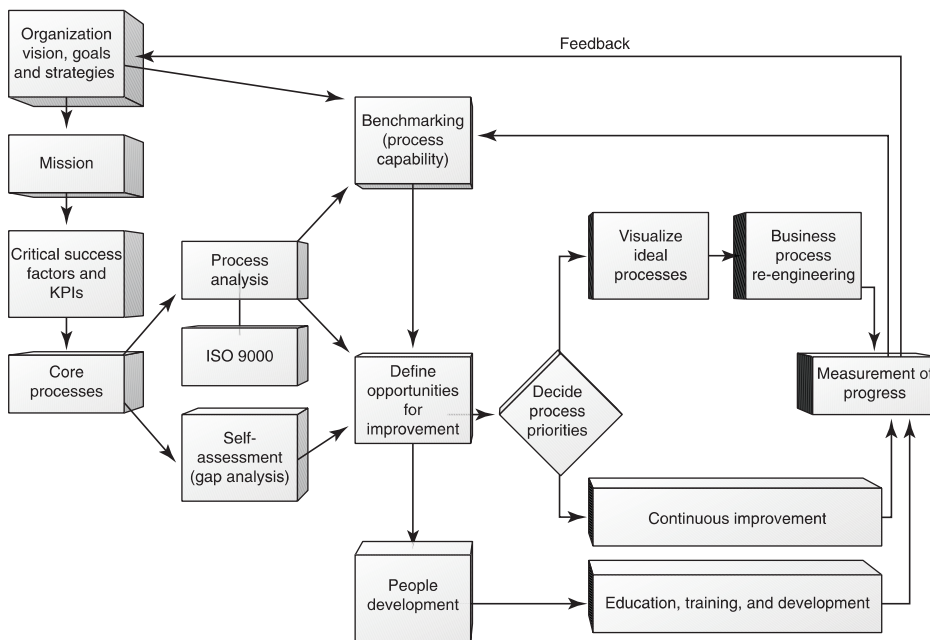 Organization
vision, goals
and strategies
Feedback
Benchmarking
(process
capability)
Mission
Critical success
factors and
KPIs
Process
analysis
Visualize
ideal
processes
Business
process
re-engineering
Core
processes
ISO 9000
Define
opportunities
for
improvement
Decide
process
priorities
Measurement of
progress
Self-
assessment
(gap analysis)
Continuous improvement
People
development
Education, training, and development